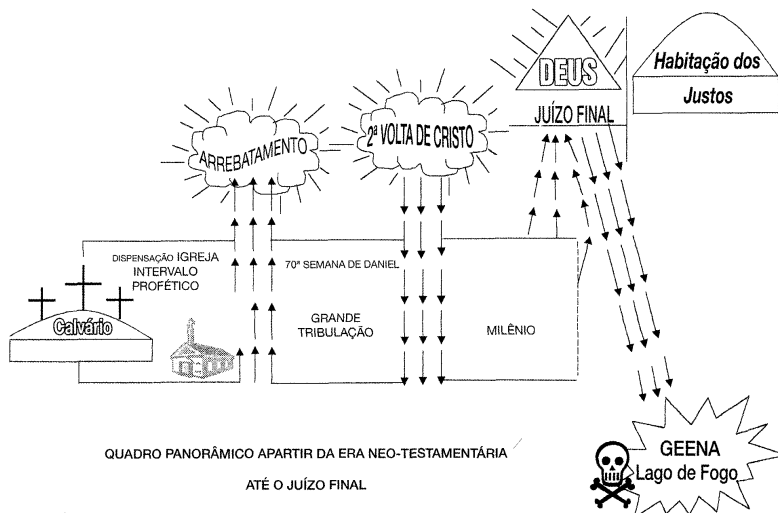 DEUS
JUÍZO FINAL
Habitação dos
Justos
ARREBATAMENTO
2ª VOLTA DE CRISTO
DISPENSAÇÃO IGREJA
INTERVALO
PROFÉTICO
70ª SEMANA DE DANIEL
GRANDE
TRIBULAÇÃO
MILÊNIO
Calvário
QUADRO PANORÂMICO APARTIR DA ERA NEO-TESTAMENTÁRIA
ATÉ O JUÍZO FINAL
GEENA
Lago de Fogo